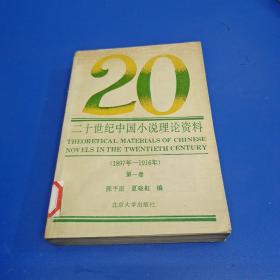 20
二十世纪中国小说理论资料
THEORETICAL MATERIALS OF CHINESE
NOVELS IN THE TWENTIETH CENTURY
(1897年—1916年)
第一卷
陈平原 夏晓虹 编
北京大学出版社